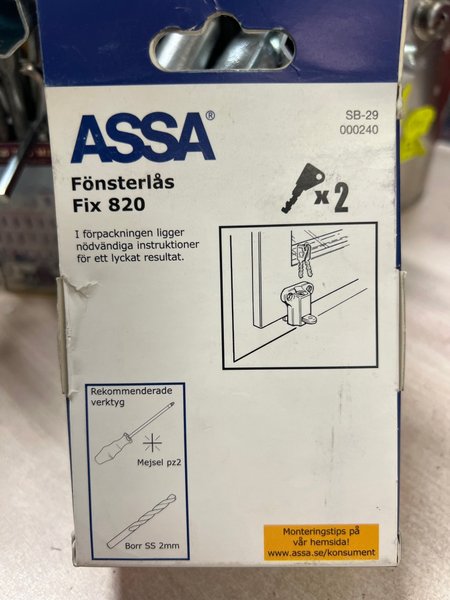 ASSA®
SB-29
000240
Fönsterlås
Fix 820
x 2
I förpackningen ligger
nödvändiga instruktioner
för ett lyckat resultat.
Rekommenderade
verktyg
Mejsel pz2
Borr SS 2mm
Monteringstips på
vår hemsida!
www.assa.se/konsument